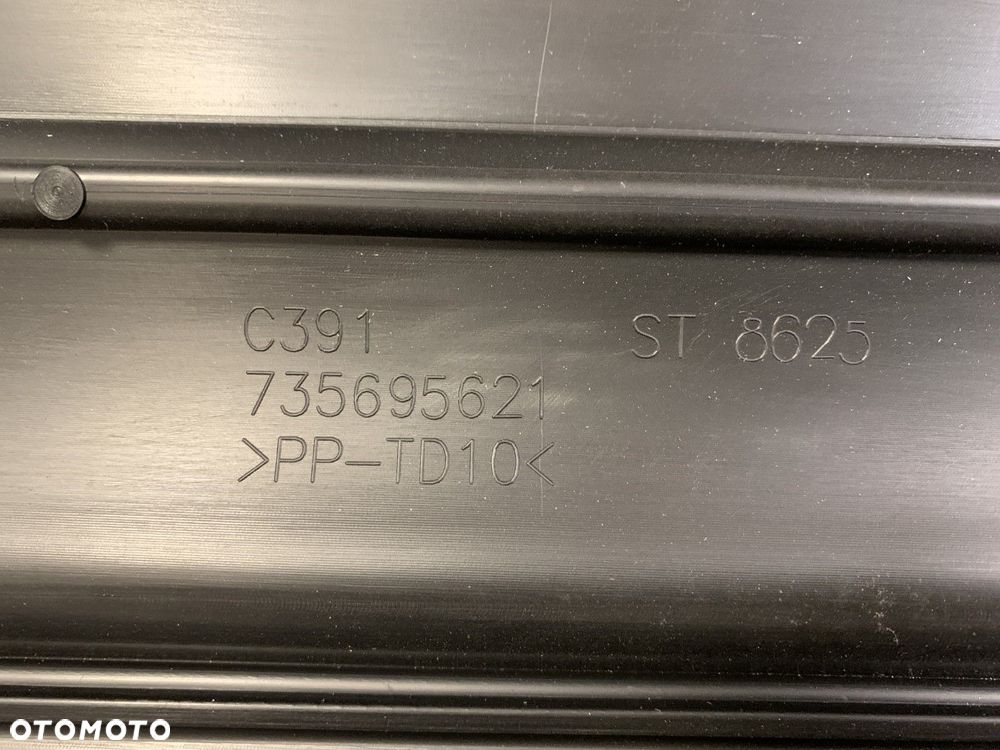 C391
ST 8625
735695621
>PP-TD10<
OTOMOTO